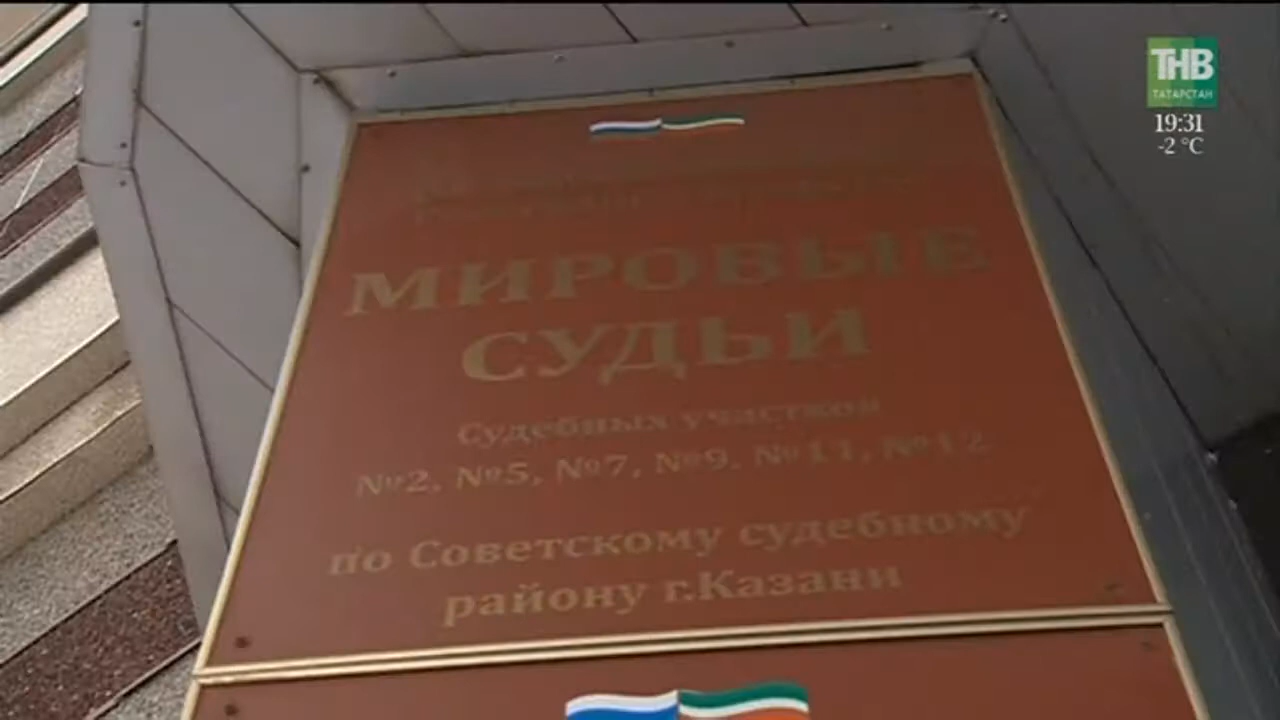 ТНВ
ТАТАРСТАН
19:31
-2 °C
МИРОВЫЕ
СУДЬИ
Судебных участков
№2, №5, №7, №9, №11, №12
по Советскому судебному
району г.Казани